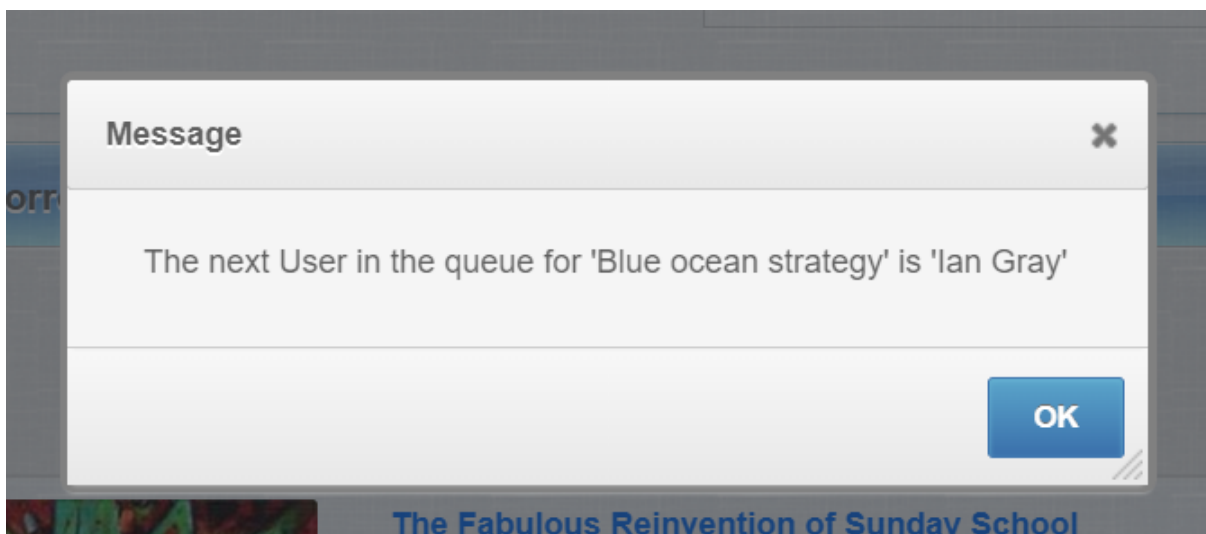 Message
orr
The next User in the queue for 'Blue ocean strategy' is 'Ian Gray'
OK
The Fabulous Reinvention of Sunday School